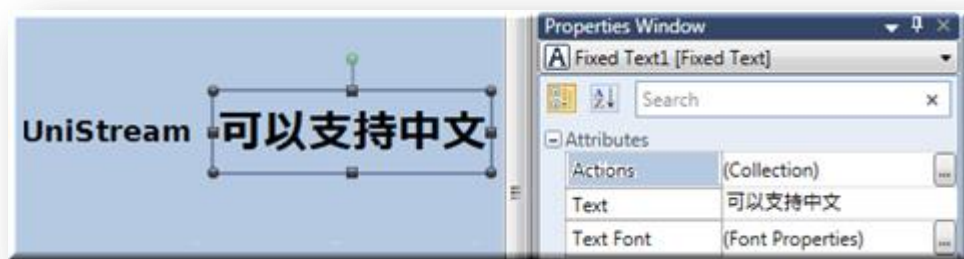 UniStream 可以支持中文
Properties Window
A Fixed Text1 [Fixed Text]
Search
Attributes
Actions (Collection) ...
Text 可以支持中文
Text Font (Font Properties) ...